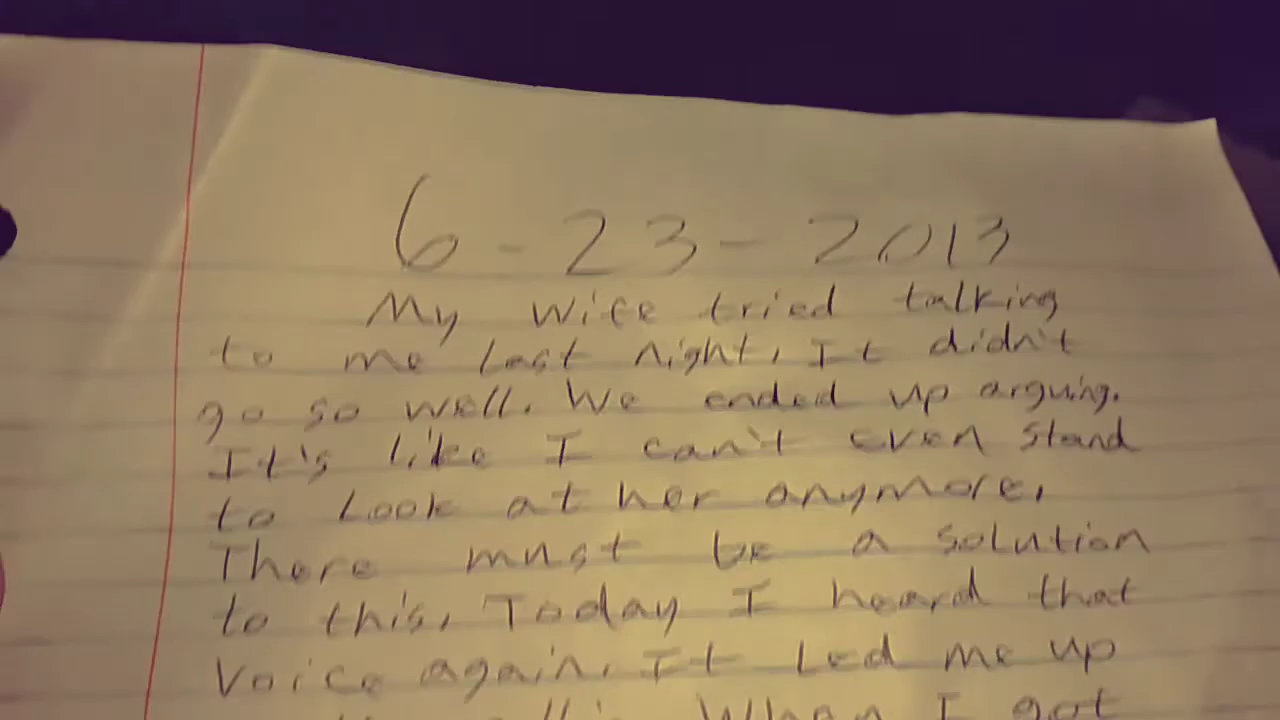 6-23-2013
My wife tried talking
to me last night. It didn't
go so well. We ended up arguing.
It's like I can't even stand
to look at her anymore.
There must be a solution
to this. Today I heard that
voice again. It led me up
When I got